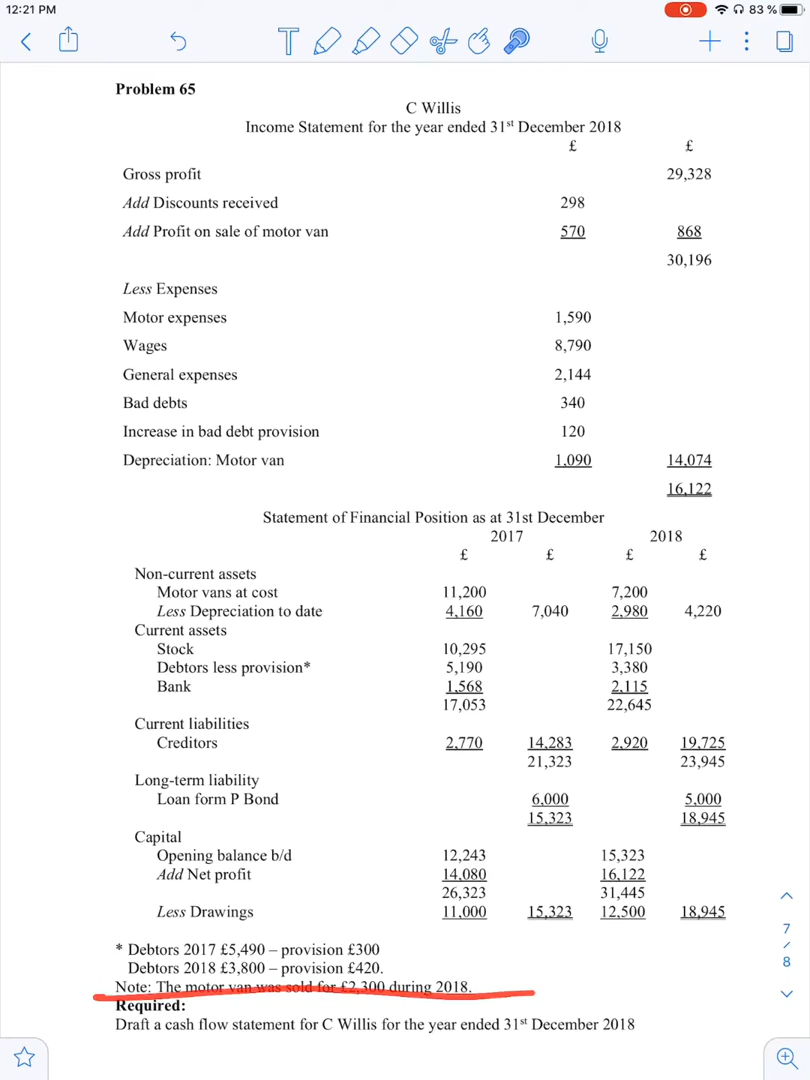 12:21 PM 83 %
Problem 65
C Willis
Income Statement for the year ended 31st December 2018
£ £
Gross profit 29,328
Add Discounts received 298
Add Profit on sale of motor van 570 868
30,196
Less Expenses
Motor expenses 1,590
Wages 8,790
General expenses 2,144
Bad debts 340
Increase in bad debt provision 120
Depreciation: Motor van 1,090 14,074
16,122
Statement of Financial Position as at 31st December
2017 2018
£ £ £ £
Non-current assets
Motor vans at cost 11,200 7,200
Less Depreciation to date 4,160 7,040 2,980 4,220
Current assets
Stock 10,295 17,150
Debtors less provision* 5,190 3,380
Bank 1,568 2,115
17,053 22,645
Current liabilities
Creditors 2,770 14,283 2,920 19,725
21,323 23,945
Long-term liability
Loan form P Bond 6,000 5,000
15,323 18,945
Capital
Opening balance b/d 12,243 15,323
Add Net profit 14,080 16,122
26,323 31,445
Less Drawings 11,000 15,323 12,500 18,945
* Debtors 2017 £5,490 – provision £300
Debtors 2018 £3,800 – provision £420.
Note: The motor van was sold for £2,300 during 2018.
Required:
Draft a cash flow statement for C Willis for the year ended 31st December 2018
7
/
8